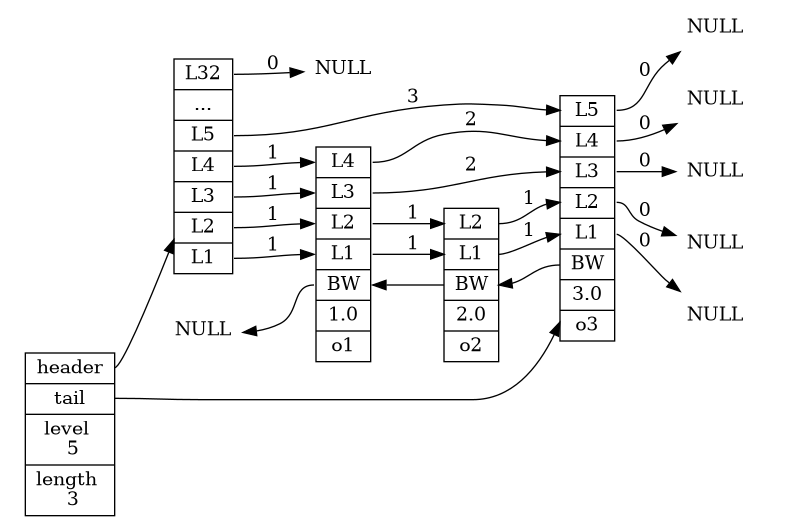 NULL
L32
0
NULL
0
...
3
L5
NULL
L5
L4
1
L4
2
L4
0
L3
1
L3
2
L3
0
NULL
L2
1
L2
1
L2
1
L2
0
NULL
L1
1
L1
1
L1
1
L1
0
NULL
BW
BW
BW
NULL
1.0
2.0
3.0
o1
o2
o3
header
tail
level
5
length
3